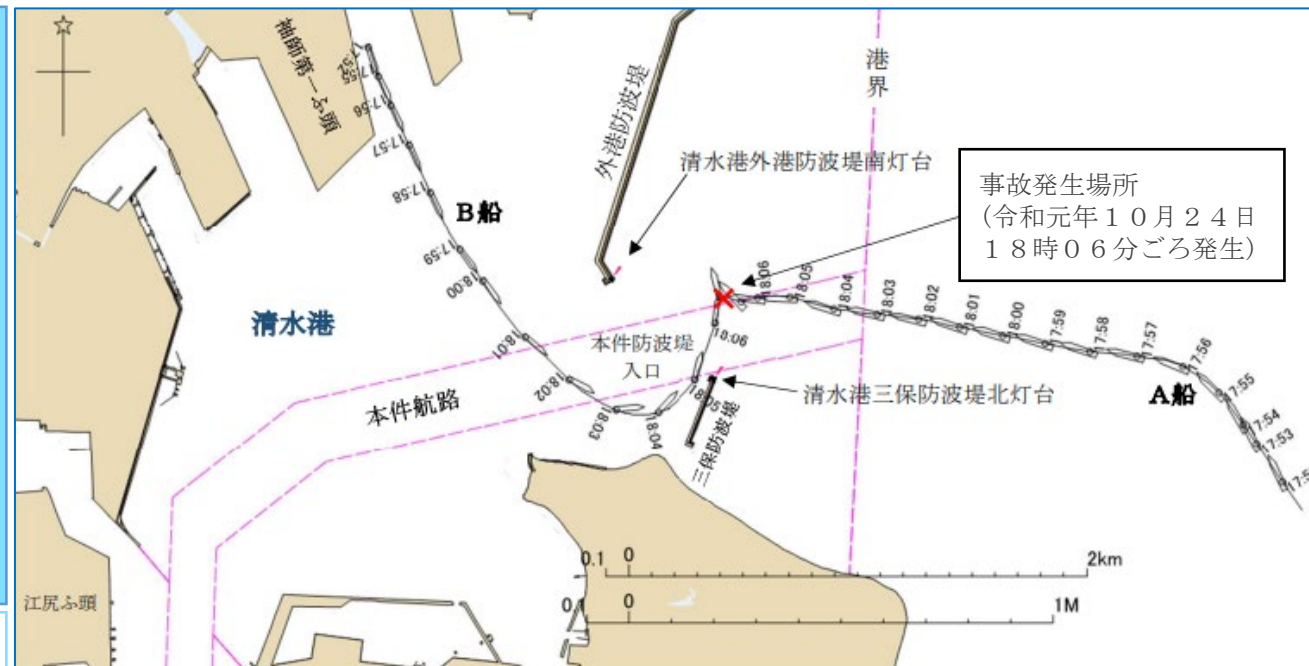 袖師第一ふ頭
17:52
17:55
17:56
17:57
17:58
B船
17:59
18:00
18:01
18:02
18:03
18:04
18:05
18:06
外港防波堤
港界
清水港外港防波堤南灯台
事故発生場所
(令和元年10月24日
18時06分ごろ発生)
清水港
本件防波堤
入口
本件航路
清水港三保防波堤北灯台
三保防波堤
18:06
18:05
18:04
18:03
18:02
18:01
18:00
17:59
17:58
17:57
17:56
17:55
17:54
17:53
A船
江尻ふ頭
0.1 0 2km
0.1 0 1M